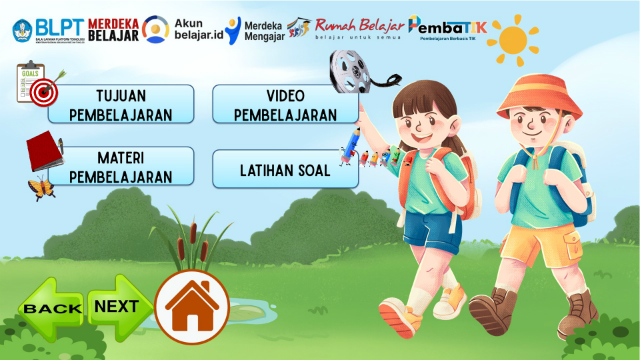 BLPT
MERDEKA
BELAJAR
Akun
belajar.id
Merdeka
Mengajar
Rumah Belajar
belajar untuk semua
PembaTIK
Pembelajaran Berbasis TIK
GOALS
TUJUAN
PEMBELAJARAN
VIDEO
PEMBELAJARAN
MATERI
PEMBELAJARAN
LATIHAN SOAL
BACK
NEXT